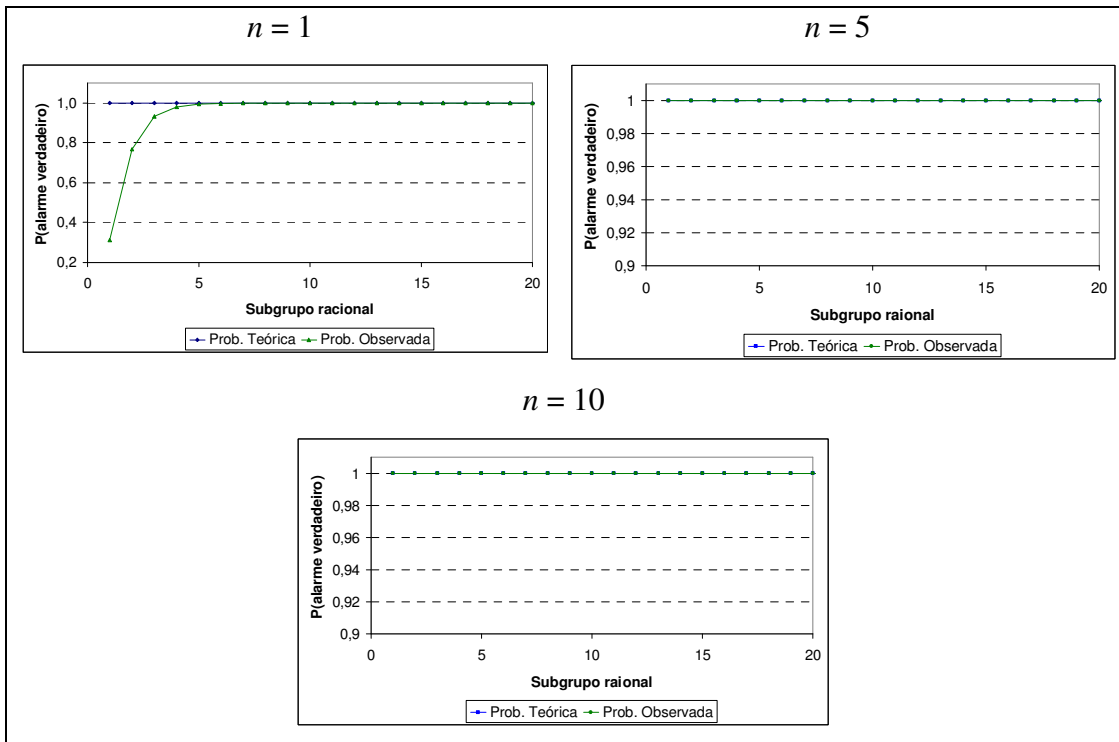 n = 1
n = 5
P(alarme verdadeiro)
1,0
0,8
0,6
0,4
0,2
0 5 10 15 20
Subgrupo racional
Prob. Teórica Prob. Observada
P(alarme verdadeiro)
1
0,98
0,96
0,94
0,92
0,9
0 5 10 15 20
Subgrupo raional
Prob. Teórica Prob. Observada
n = 10
P(alarme verdadeiro)
1
0,98
0,96
0,94
0,92
0,9
0 5 10 15 20
Subgrupo raional
Prob. Teórica Prob. Observada